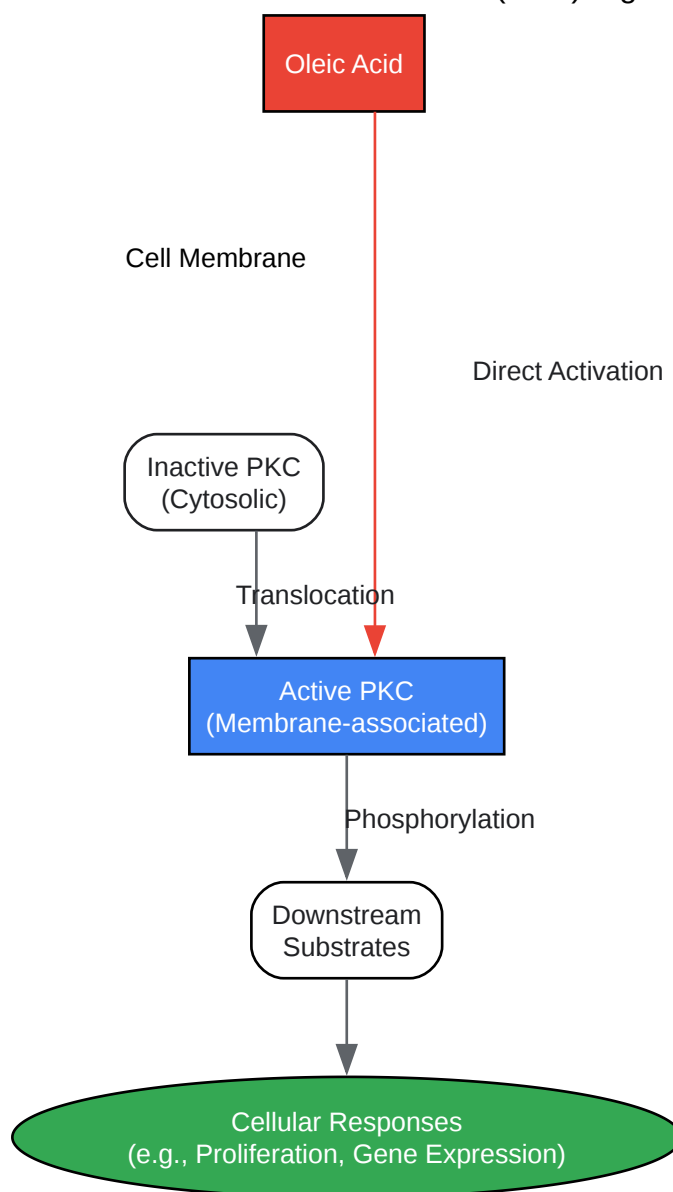 Oleic Acid
Cell Membrane
Direct Activation
Inactive PKC
(Cytosolic)
Translocation
Active PKC
(Membrane-associated)
Phosphorylation
Downstream
Substrates
Cellular Responses
(e.g., Proliferation, Gene Expression)